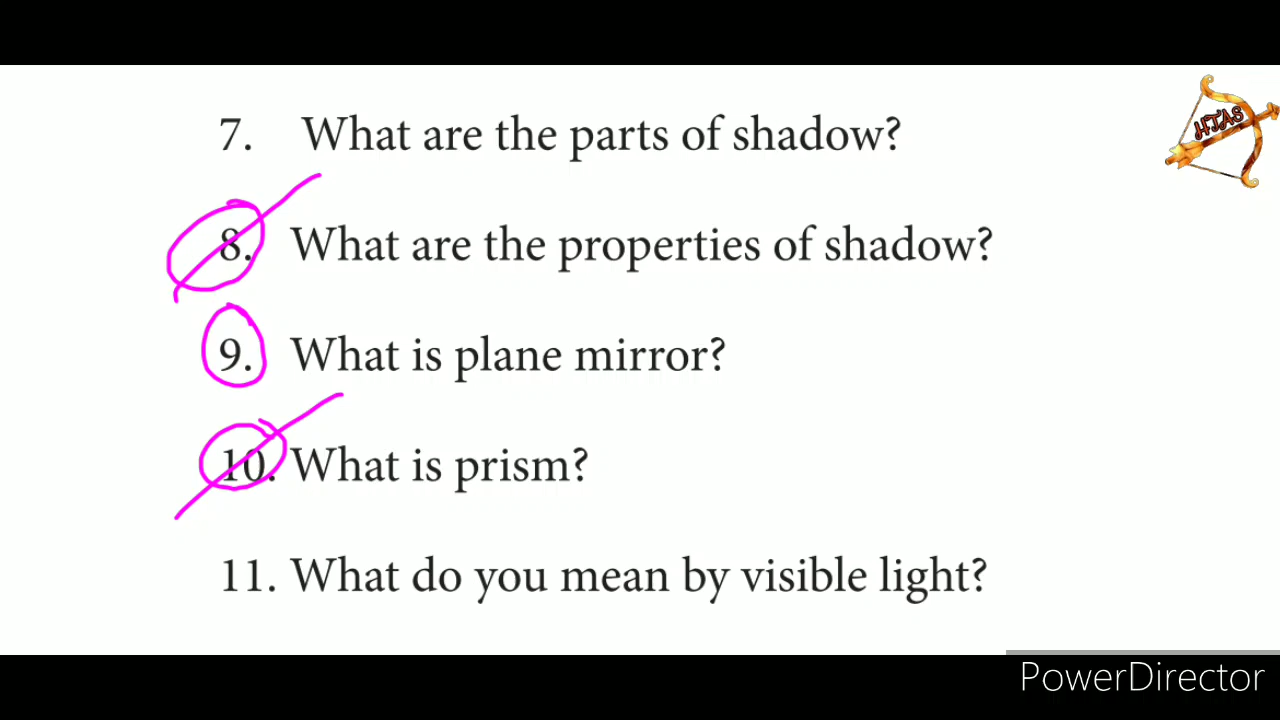 HTAS
7. What are the parts of shadow?
8. What are the properties of shadow?
9. What is plane mirror?
10. What is prism?
11. What do you mean by visible light?
PowerDirector